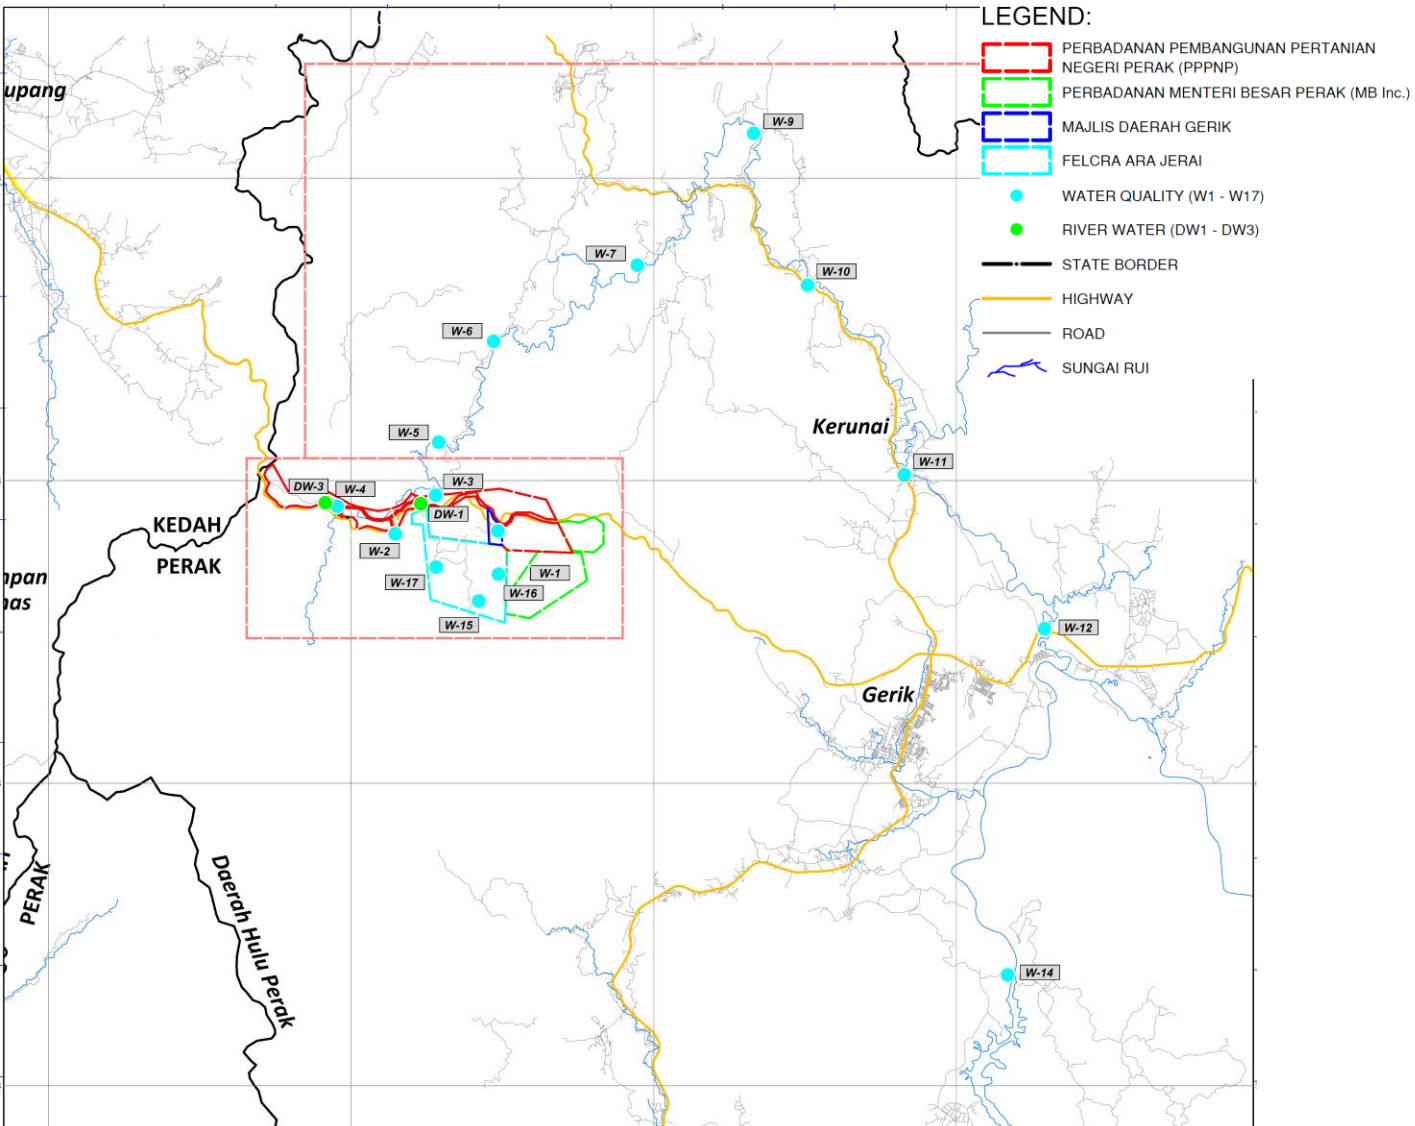 LEGEND:
PERBADANAN PEMBANGUNAN PERTANIAN
NEGERI PERAK (PPPNP)
PERBADANAN MENTERI BESAR PERAK (MB Inc.)
MAJLIS DAERAH GERIK
FELCRA ARA JERAI
WATER QUALITY (W1 - W17)
RIVER WATER (DW1 - DW3)
STATE BORDER
HIGHWAY
ROAD
SUNGAI RUI
upang
W-9
W-7
W-10
W-6
Kerunai
W-5
W-11
W-3
DW-3
W-4
DW-1
KEDAH
PERAK
W-2
W-17
W-1
W-16
W-15
npan
as
W-12
Gerik
PERAK
Daerah Hulu Perak
W-14